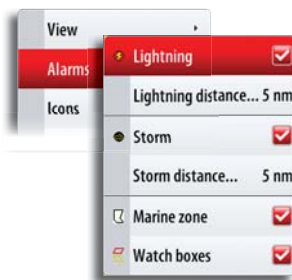 View
Alarms
Icons
Lightning
Lightning distance... 5 nm
Storm
Storm distance... 5 nm
Marine zone
Watch boxes